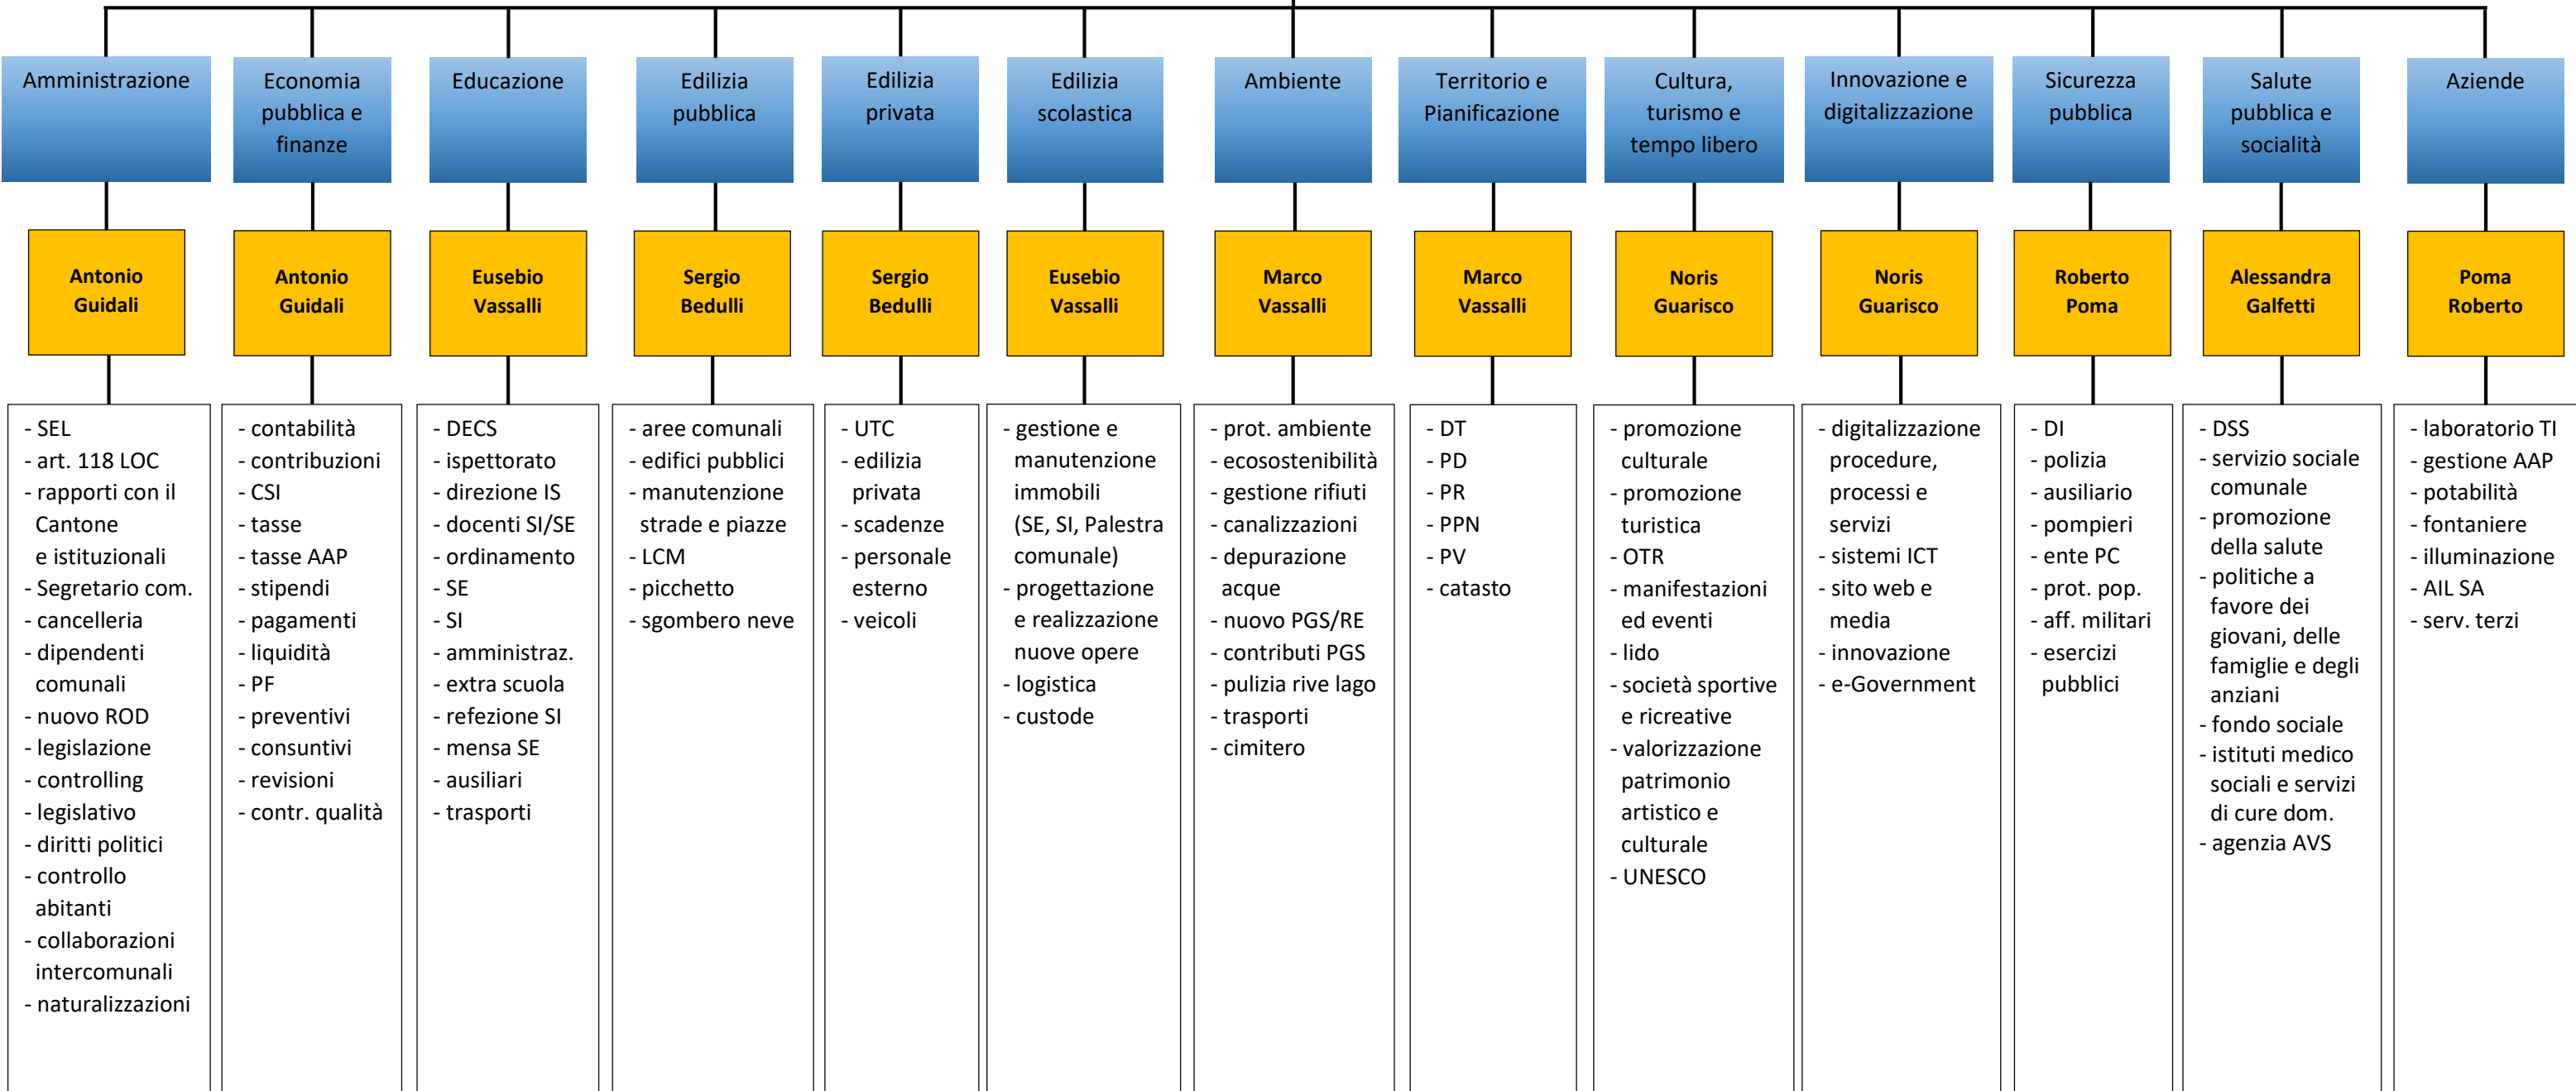 Amministrazione
Economia
pubblica e
finanze
Educazione
Edilizia
pubblica
Edilizia
privata
Edilizia
scolastica
Ambiente
Territorio e
Pianificazione
Cultura,
turismo e
tempo libero
Innovazione e
digitalizzazione
Sicurezza
pubblica
Salute
pubblica e
socialità
Aziende
Antonio
Guidali
Antonio
Guidali
Eusebio
Vassalli
Sergio
Bedulli
Sergio
Bedulli
Eusebio
Vassalli
Marco
Vassalli
Marco
Vassalli
Noris
Guarisco
Noris
Guarisco
Roberto
Poma
Alessandra
Galfetti
Poma
Roberto
- SEL
- art. 118 LOC
- rapporti con il
Cantone
e istituzionali
- Segretario com.
- cancelleria
- dipendenti
comunali
- nuovo ROD
- legislazione
- controlling
- legislativo
- diritti politici
- controllo
abitanti
- collaborazioni
intercomunali
- naturalizzazioni
- contabilità
- contribuzioni
- CSI
- tasse
- tasse AAP
- stipendi
- pagamenti
- liquidità
- PF
- preventivi
- consuntivi
- revisioni
- contr. qualità
- DECS
- ispettorato
- direzione IS
- docenti SI/SE
- ordinamento
- SE
- SI
- amministraz.
- extra scuola
- refezione SI
- mensa SE
- ausiliari
- trasporti
- aree comunali
- edifici pubblici
- manutenzione
strade e piazze
- LCM
- picchetto
- sgombero neve
- UTC
- edilizia
privata
- scadenze
- personale
esterno
- veicoli
- gestione e
manutenzione
immobili
(SE, SI, Palestra
comunale)
- progettazione
e realizzazione
nuove opere
- logistica
- custode
- prot. ambiente
- ecosostenibilità
- gestione rifiuti
- canalizzazioni
- depurazione
acque
- nuovo PGS/RE
- contributi PGS
- pulizia rive lago
- trasporti
- cimitero
- DT
- PD
- PR
- PPN
- PV
- catasto
- promozione
culturale
- promozione
turistica
- OTR
- manifestazioni
ed eventi
- lido
- società sportive
e ricreative
- valorizzazione
patrimonio
artistico e
culturale
- UNESCO
- digitalizzazione
procedure,
processi e
servizi
- sistemi ICT
- sito web e
media
- innovazione
- e-Government
- DI
- polizia
- ausiliario
- pompieri
- ente PC
- prot. pop.
- aff. militari
- esercizi
pubblici
- DSS
- servizio sociale
comunale
- promozione
della salute
- politiche a
favore dei
giovani, delle
famiglie e degli
anziani
- fondo sociale
- istituti medico
sociali e servizi
di cure dom.
- agenzia AVS
- laboratorio TI
- gestione AAP
- potabilità
- fontaniere
- illuminazione
- AIL SA
- serv. terzi